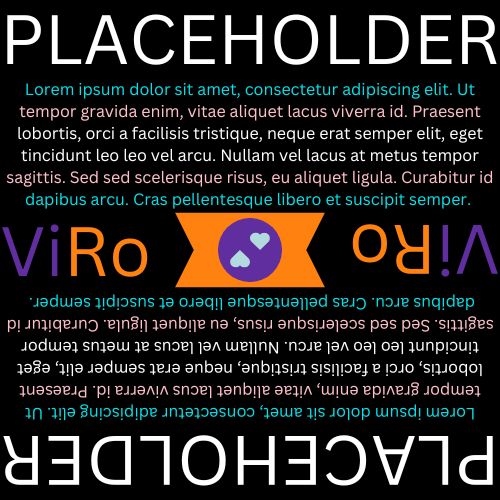 PLACEHOLDER
Lorem ipsum dolor sit amet, consectetur adipiscing elit. Ut
tempor gravida enim, vitae aliquet lacus viverra id. Praesent
lobortis, orci a facilisis tristique, neque erat semper elit, eget
tincidunt leo leo vel arcu. Nullam vel lacus at metus tempor
sagittis. Sed sed scelerisque risus, eu aliquet ligula. Curabitur id
dapibus arcu. Cras pellentesque libero et suscipit semper.
ViRo
PLACEHOLDER
Lorem ipsum dolor sit amet, consectetur adipiscing elit. Ut
tempor gravida enim, vitae aliquet lacus viverra id. Praesent
lobortis, orci a facilisis tristique, neque erat semper elit, eget
tincidunt leo leo vel arcu. Nullam vel lacus at metus tempor
sagittis. Sed sed scelerisque risus, eu aliquet ligula. Curabitur id
dapibus arcu. Cras pellentesque libero et suscipit semper.
ViRo